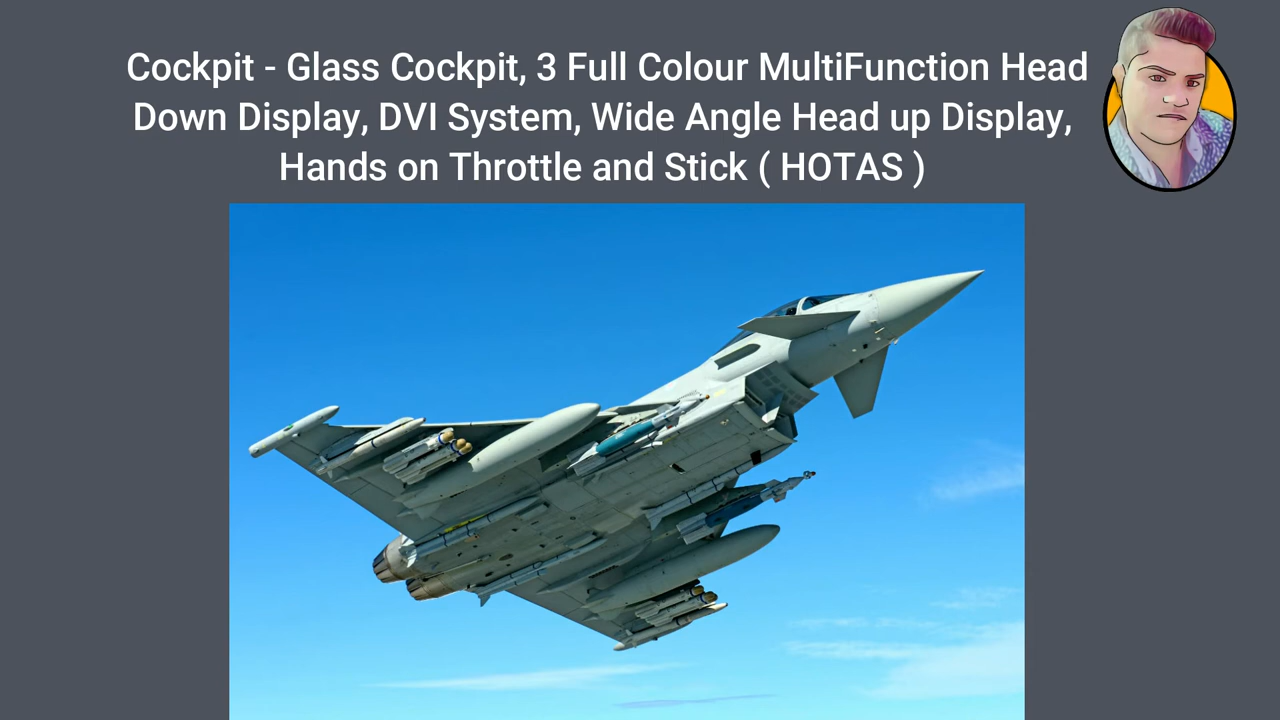 Cockpit - Glass Cockpit, 3 Full Colour MultiFunction Head
Down Display, DVI System, Wide Angle Head up Display,
Hands on Throttle and Stick ( HOTAS )